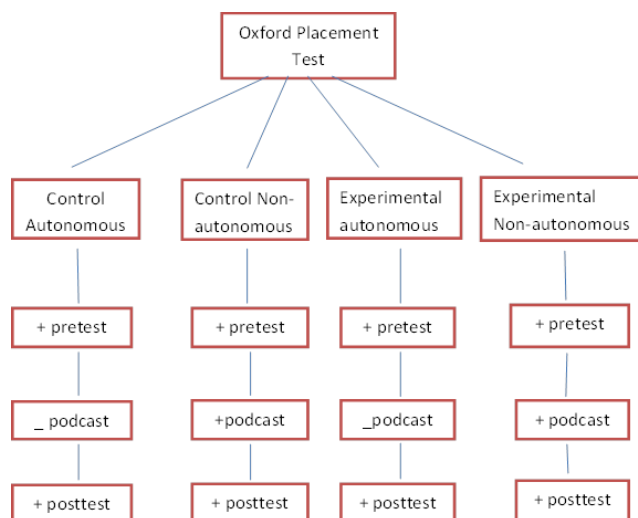 Oxford Placement
Test
Control
Autonomous
Control Non-
autonomous
Experimental
autonomous
Experimental
Non-autonomous
+ pretest
+ pretest
+ pretest
+ pretest
_ podcast
+podcast
_podcast
+ podcast
+ posttest
+ posttest
+ posttest
+ posttest